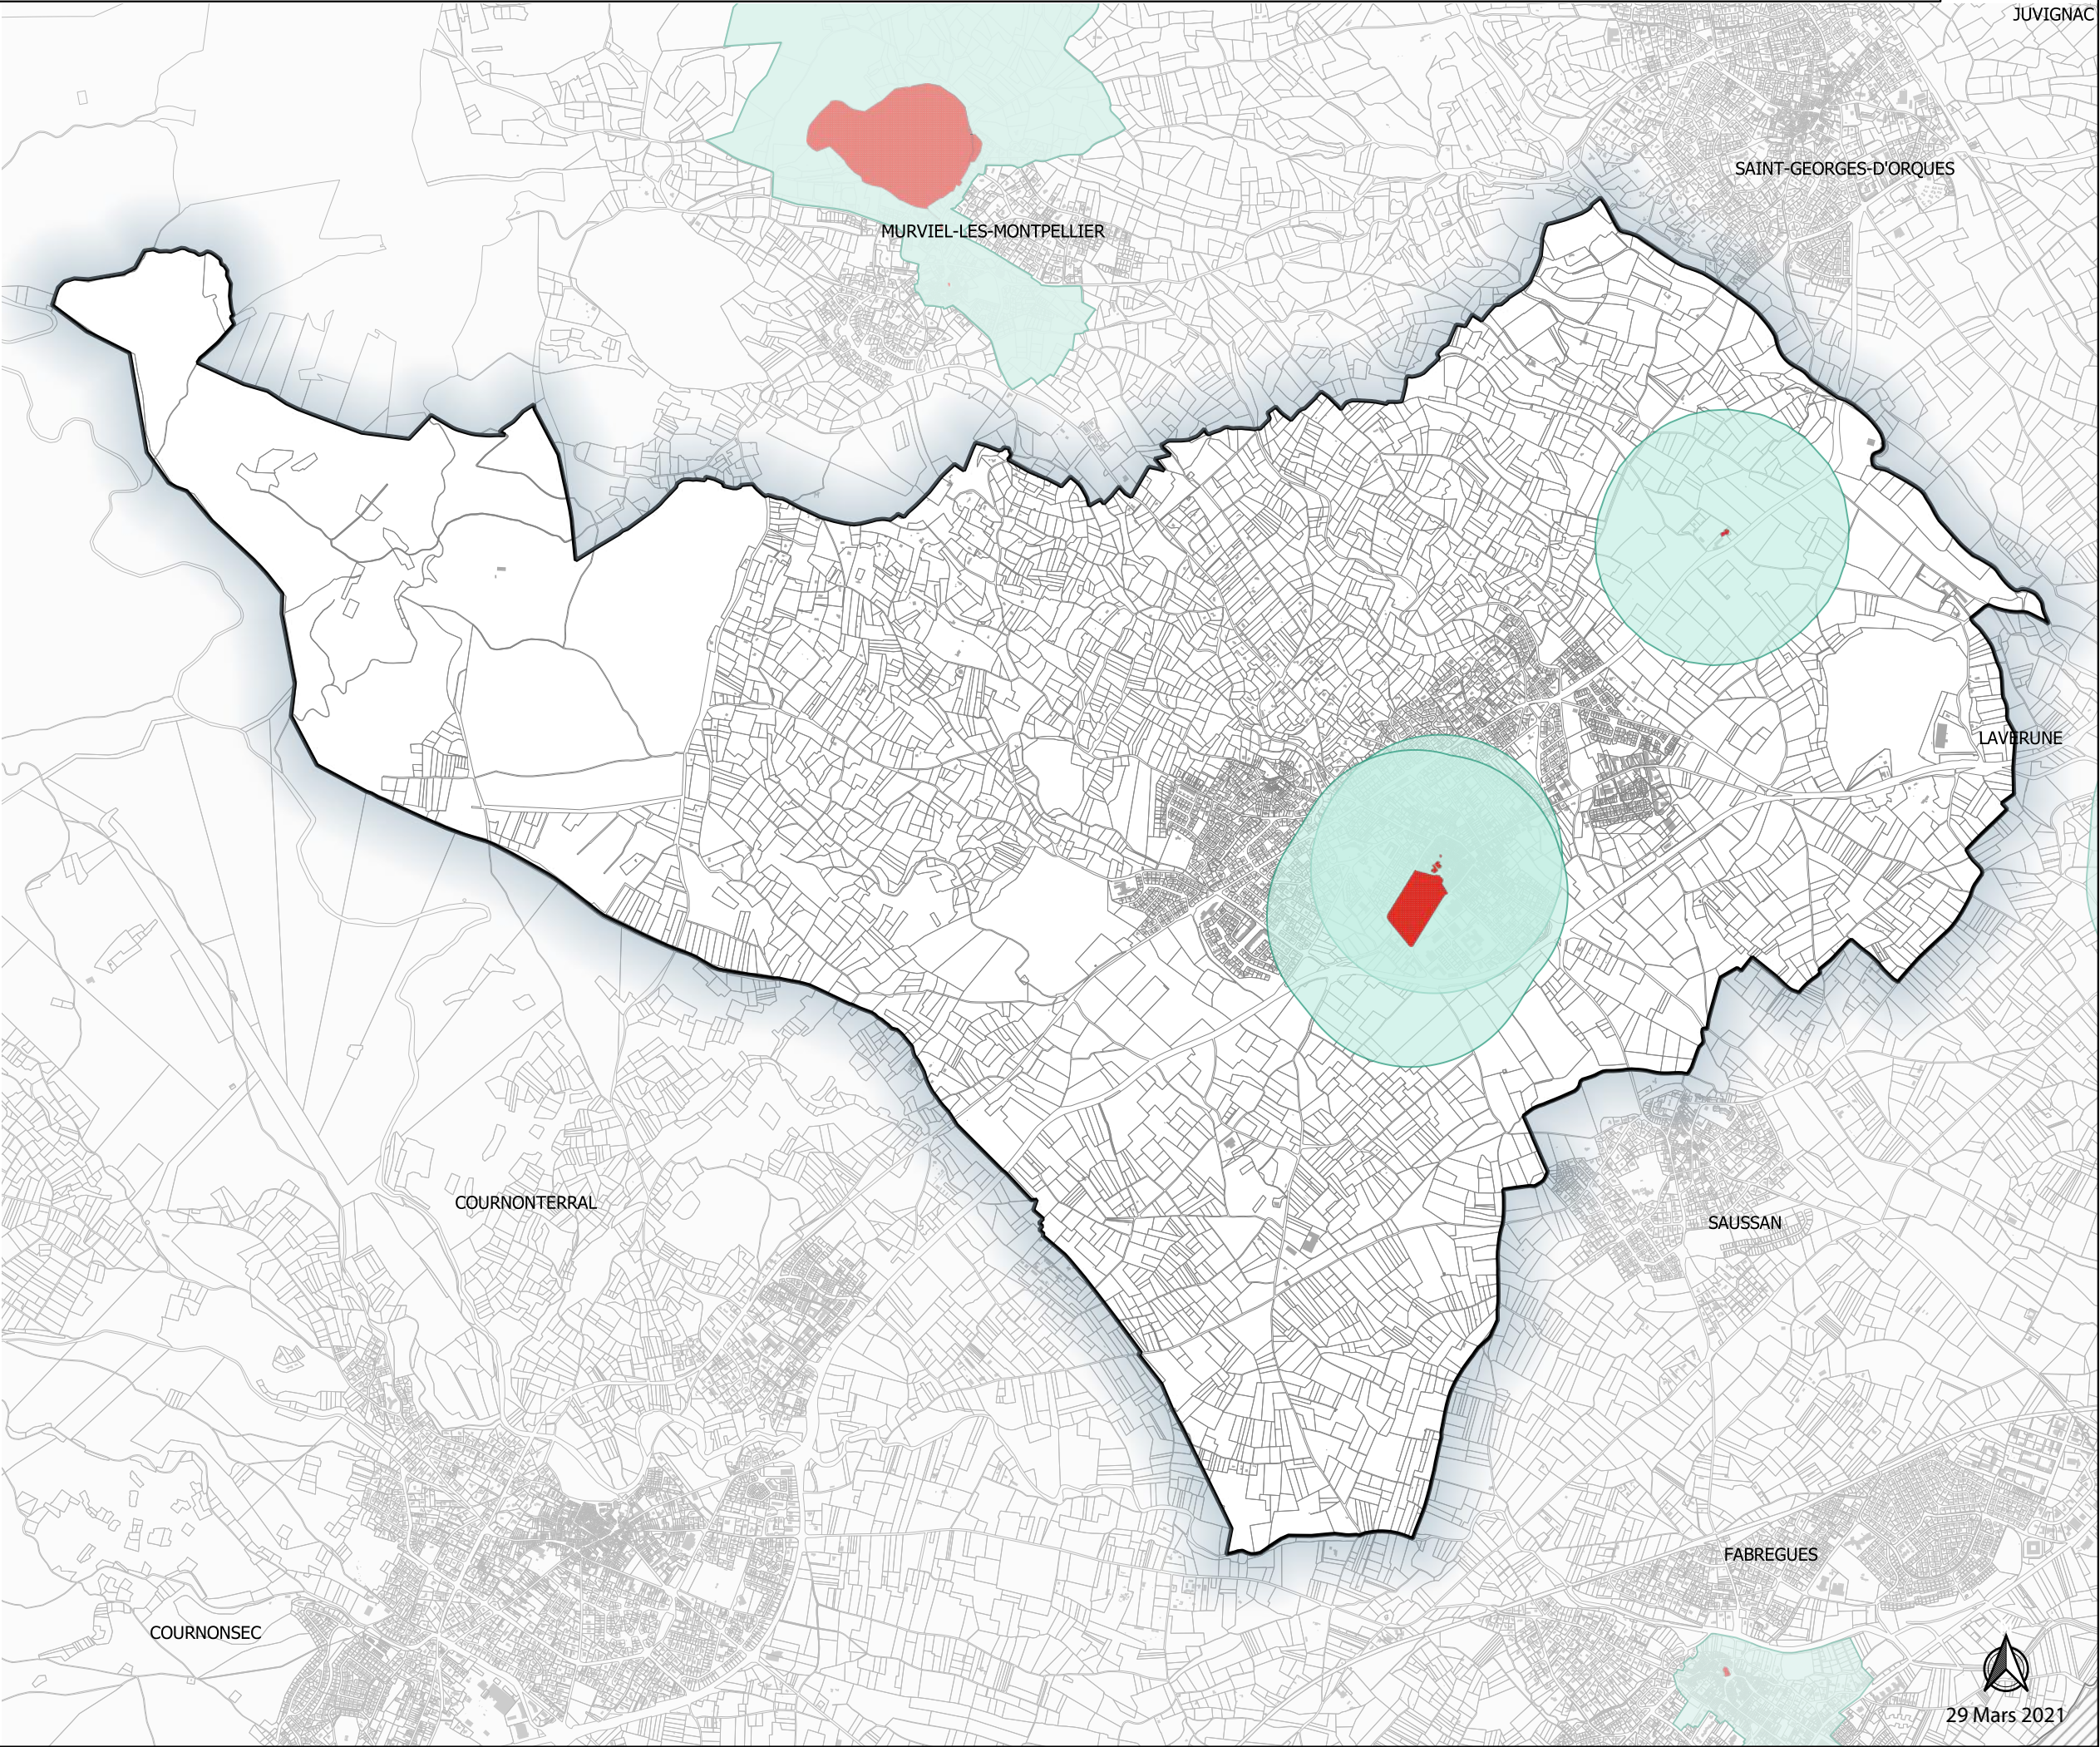 JUVIGNAC
SAINT-GEORGES-D'ORQUES
MURVIEL-LES-MONTPELLIER
LAVERUNE
COURNONTERRAL
SAUSSAN
FABREGUES
COURNONSEC
29 Mars 2021